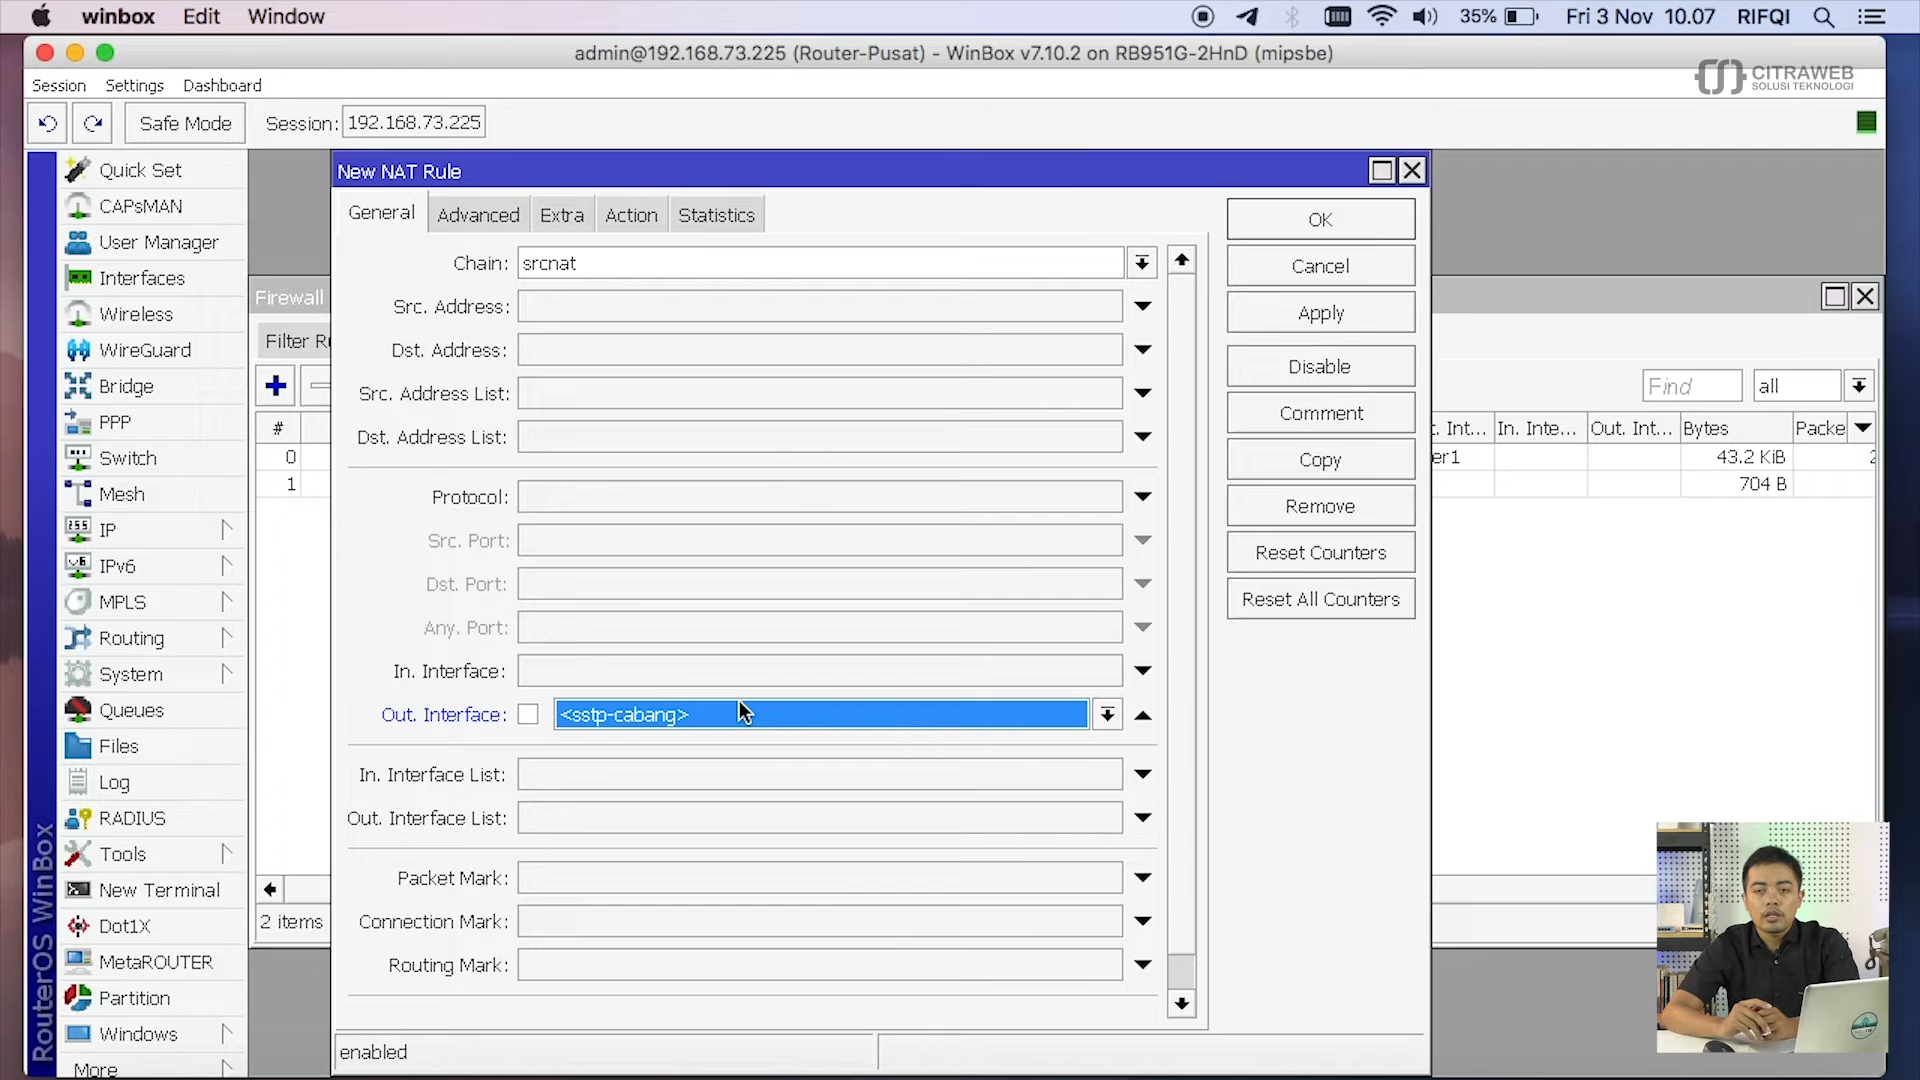 winbox Edit Window 35% Fri 3 Nov 10.07 RIFQI
admin@192.168.73.225 (Router-Pusat) - WinBox v7.10.2 on RB951G-2HnD (mipsbe)
Session Settings Dashboard
CITRAWEB
SOLUSI TEKNOLOGI
Safe Mode Session: 192.168.73.225
RouterOS WinBox
Quick Set
CAPsMAN
User Manager
Interfaces
Wireless
WireGuard
Bridge
PPP
Switch
Mesh
IP
IPv6
MPLS
Routing
System
Queues
Files
Log
RADIUS
Tools
New Terminal
Dot1X
MetaROUTER
Partition
Windows
More
Firewall
Filter Ru
#
0
1
2 items
New NAT Rule
General Advanced Extra Action Statistics
Chain: srcnat
Src. Address:
Dst. Address:
Src. Address List:
Dst. Address List:
Protocol:
Src. Port:
Dst. Port:
Any. Port:
In. Interface:
Out. Interface: <sstp-cabang>
In. Interface List:
Out. Interface List:
Packet Mark:
Connection Mark:
Routing Mark:
enabled
OK
Cancel
Apply
Disable
Comment
Copy
Remove
Reset Counters
Reset All Counters
Find all
t. Int... In. Inte... Out. Int... Bytes Packe
er1 43.2 KiB 2
704 B